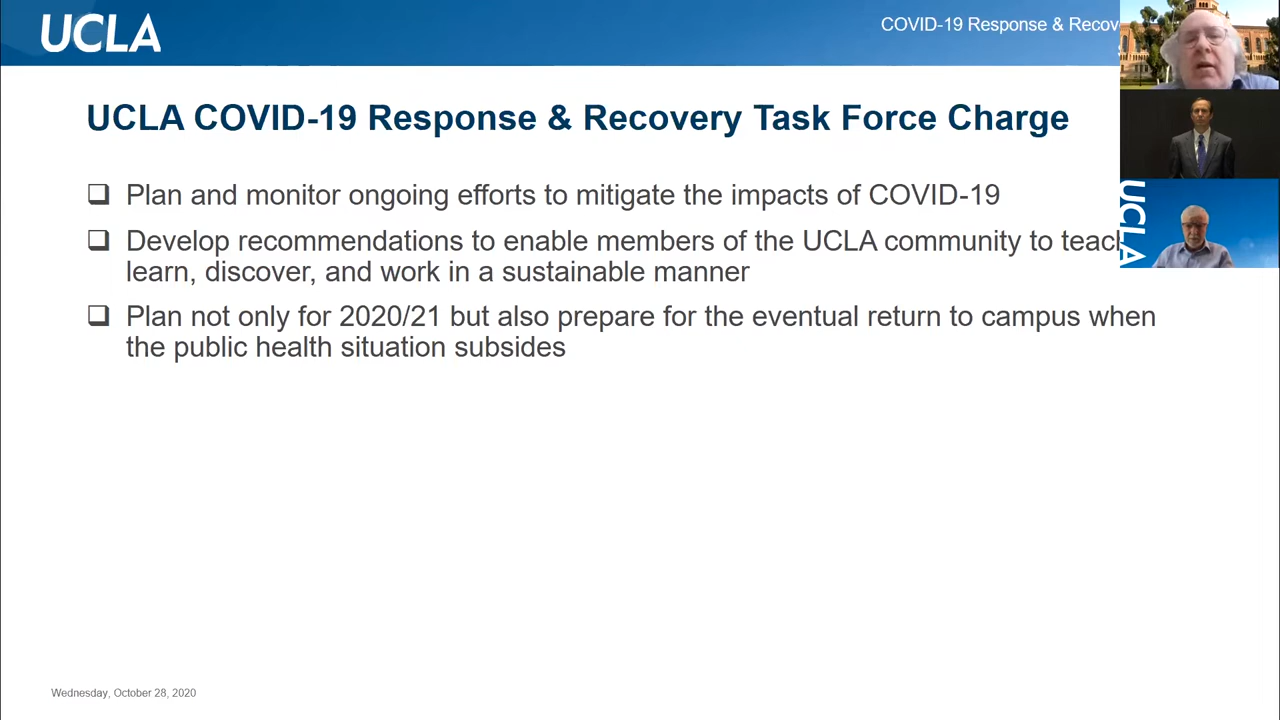 UCLA
COVID-19 Response & Recov
UCLA COVID-19 Response & Recovery Task Force Charge
❑ Plan and monitor ongoing efforts to mitigate the impacts of COVID-19
❑ Develop recommendations to enable members of the UCLA community to teach
learn, discover, and work in a sustainable manner
❑ Plan not only for 2020/21 but also prepare for the eventual return to campus when
the public health situation subsides
UCLA
Wednesday, October 28, 2020